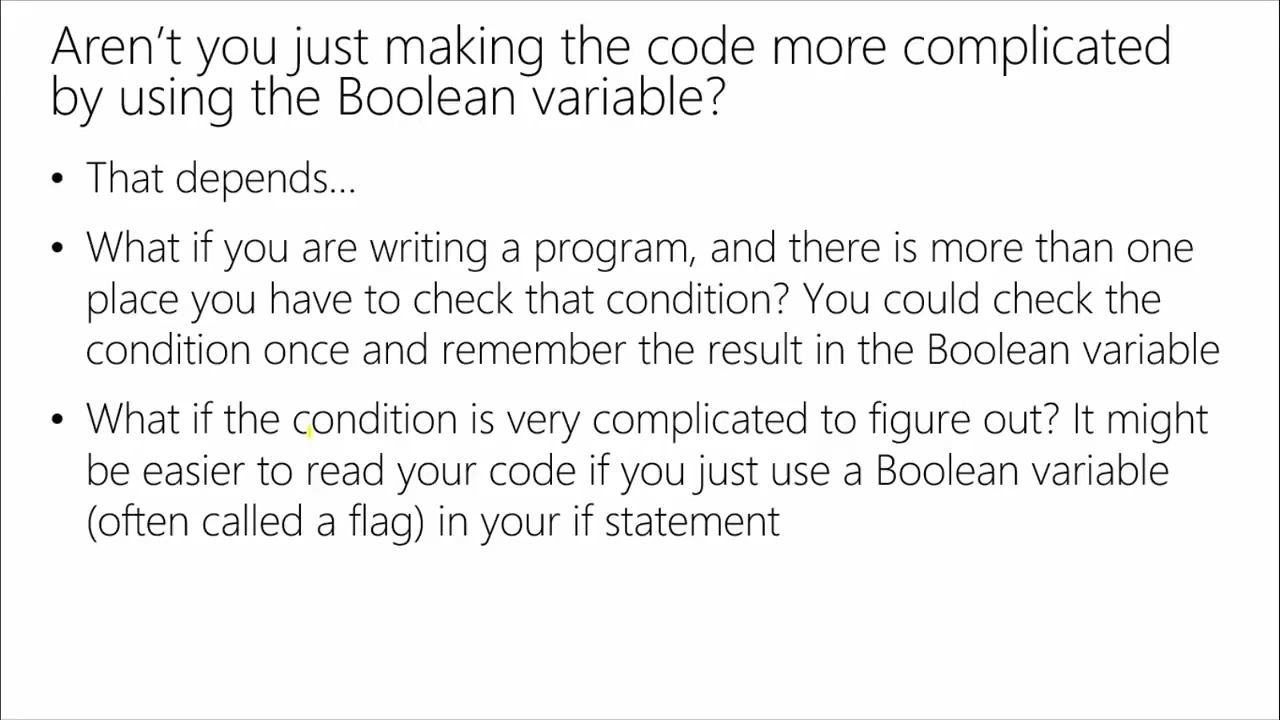 Aren’t you just making the code more complicated
by using the Boolean variable?
• That depends…
• What if you are writing a program, and there is more than one
place you have to check that condition? You could check the
condition once and remember the result in the Boolean variable
• What if the condition is very complicated to figure out? It might
be easier to read your code if you just use a Boolean variable
(often called a flag) in your if statement